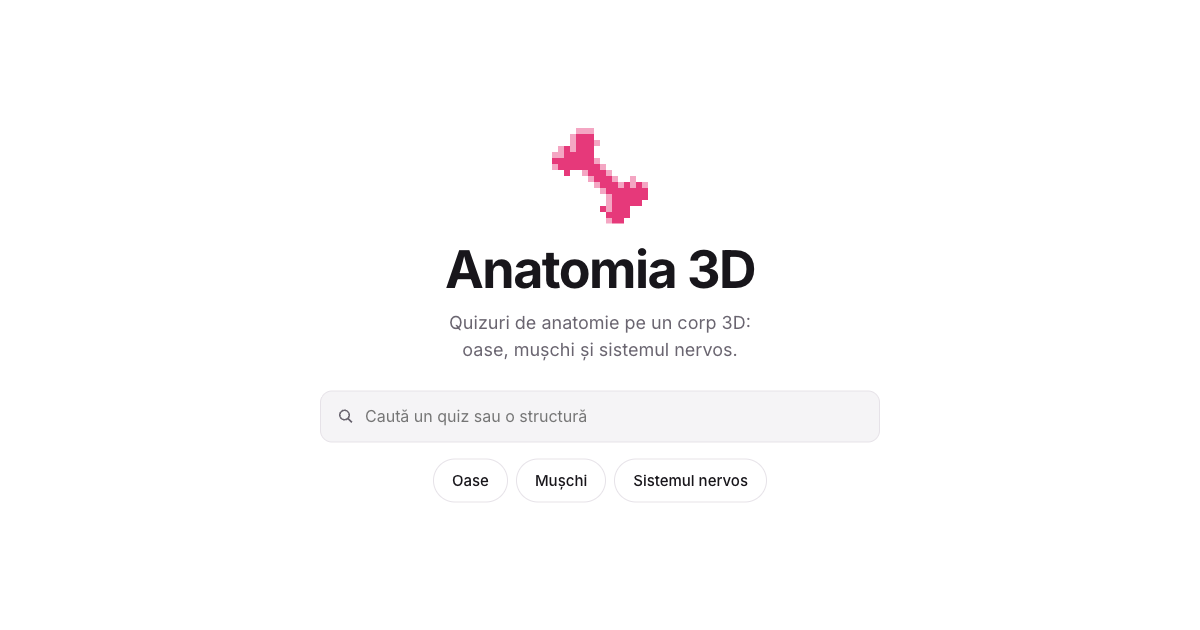 Anatomia 3D
Quizuri de anatomie pe un corp 3D:
oase, mușchi și sistemul nervos.
Caută un quiz sau o structură
Oase
Mușchi
Sistemul nervos